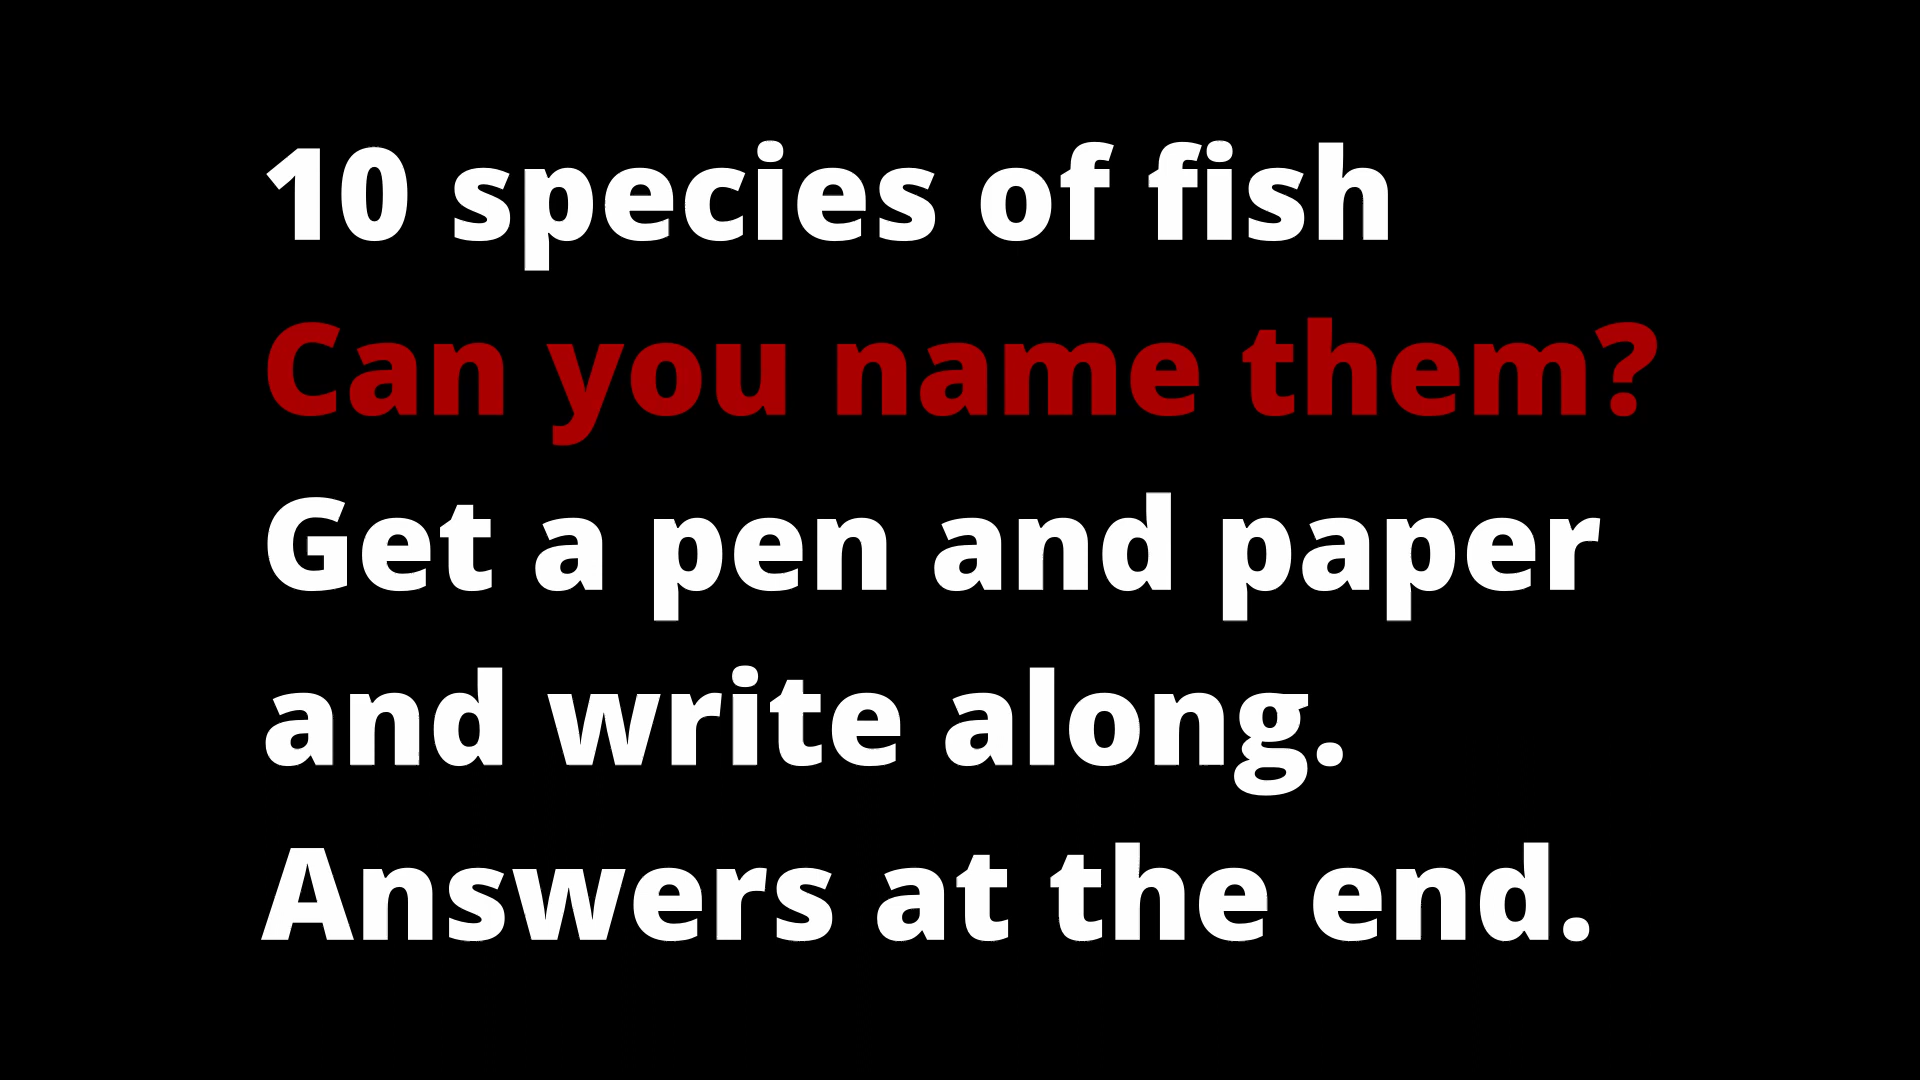 10 species of fish
Can you name them?
Get a pen and paper
and write along.
Answers at the end.